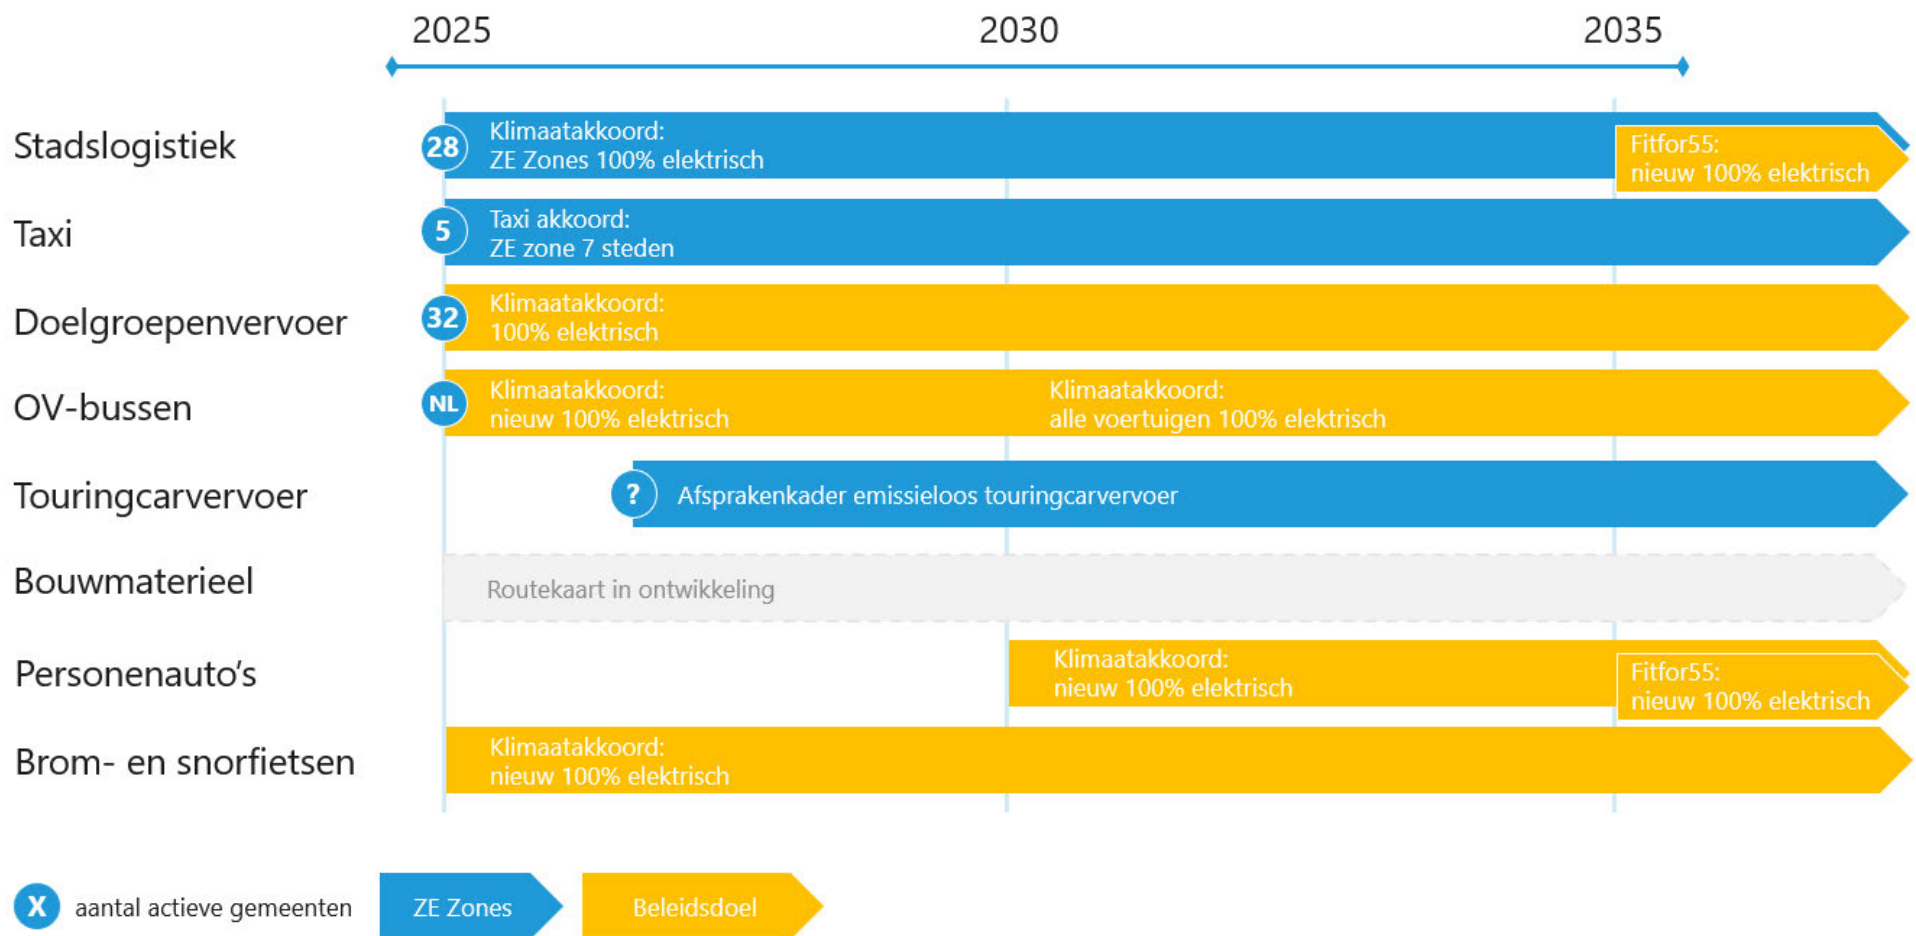 2025
2030
2035
Stadslogistiek
28
Klimaatakkoord:
ZE Zones 100% elektrisch
Fitfor55:
nieuw 100% elektrisch
Taxi
5
Taxi akkoord:
ZE zone 7 steden
Doelgroepenvervoer
32
Klimaatakkoord:
100% elektrisch
OV-bussen
NL
Klimaatakkoord:
nieuw 100% elektrisch
Klimaatakkoord:
alle voertuigen 100% elektrisch
Touringcarvervoer
?
Afsprakenkader emissieloos touringcarvervoer
Bouwmaterieel
Routekaart in ontwikkeling
Personenauto's
Klimaatakkoord:
nieuw 100% elektrisch
Fitfor55:
nieuw 100% elektrisch
Brom- en snorfietsen
Klimaatakkoord:
nieuw 100% elektrisch
X
aantal actieve gemeenten
ZE Zones
Beleidsdoel